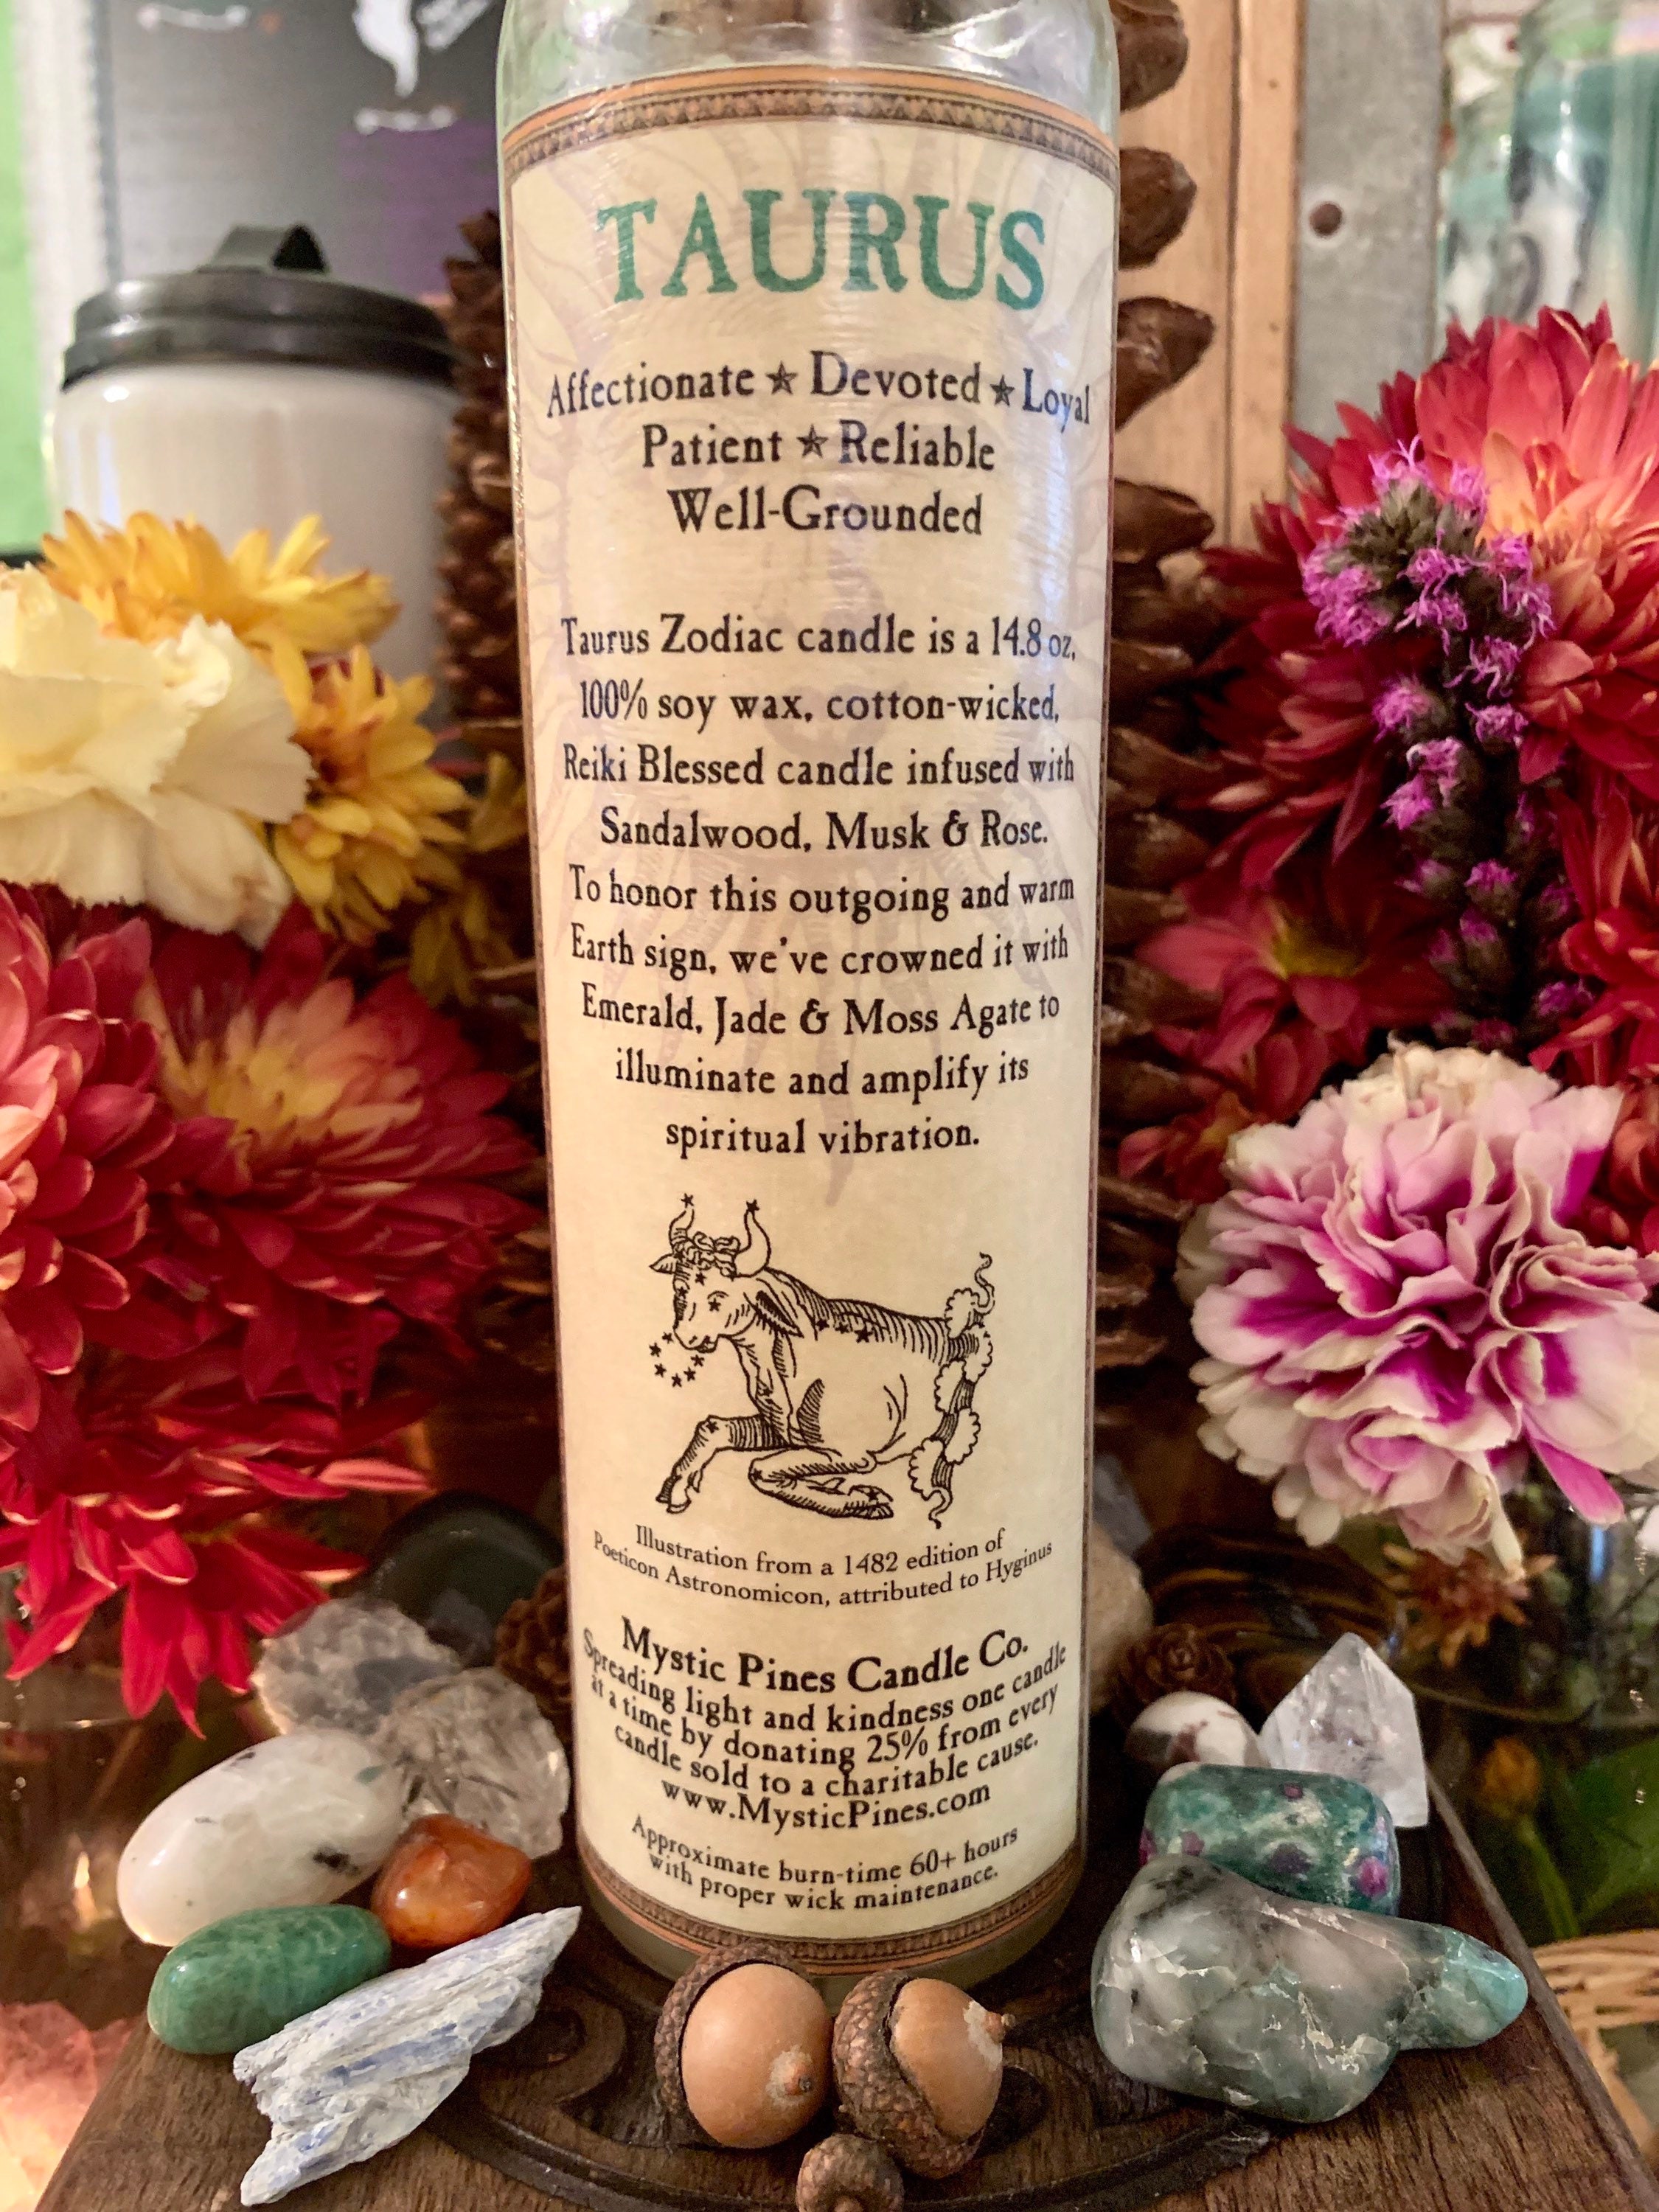 TAURUS
Affectionate ★ Devoted ★ Loyal
Patient ★ Reliable
Well-Grounded
Taurus Zodiac candle is a 14.8 oz,
100% soy wax, cotton-wicked,
Reiki Blessed candle infused with
Sandalwood, Musk & Rose.
To honor this outgoing and warm
Earth sign, we've crowned it with
Emerald, Jade & Moss Agate to
illuminate and amplify its
spiritual vibration.
Illustration from a 1482 edition of
Poeticon Astronomicon, attributed to Hyginus
Mystic Pines Candle Co.
Spreading light and kindness one candle
at a time by donating 25% from every
candle sold to a charitable cause.
www.MysticPines.com
Approximate burn-time 60+ hours
with proper wick maintenance.